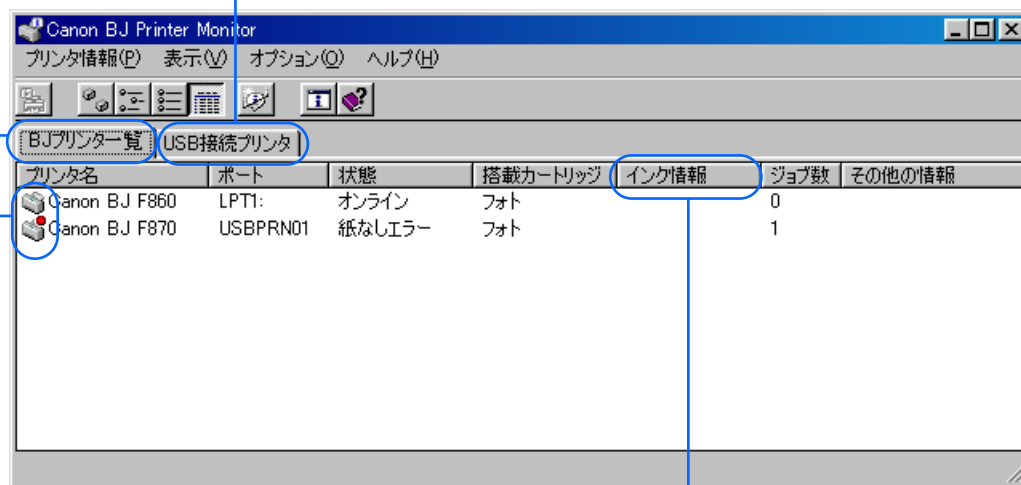 Canon BJ Printer Monitor
プリンタ情報(P) 表示(V) オプション(O) ヘルプ(H)
BJプリンター覧 USB接続プリンタ
プリンタ名 ポート 状態 搭載カートリッジ インク情報 ジョブ数 その他の情報
Canon BJ F860 LPT1: オンライン フォト 0
Canon BJ F870 USBPRN01 紙なしエラー フォト 1